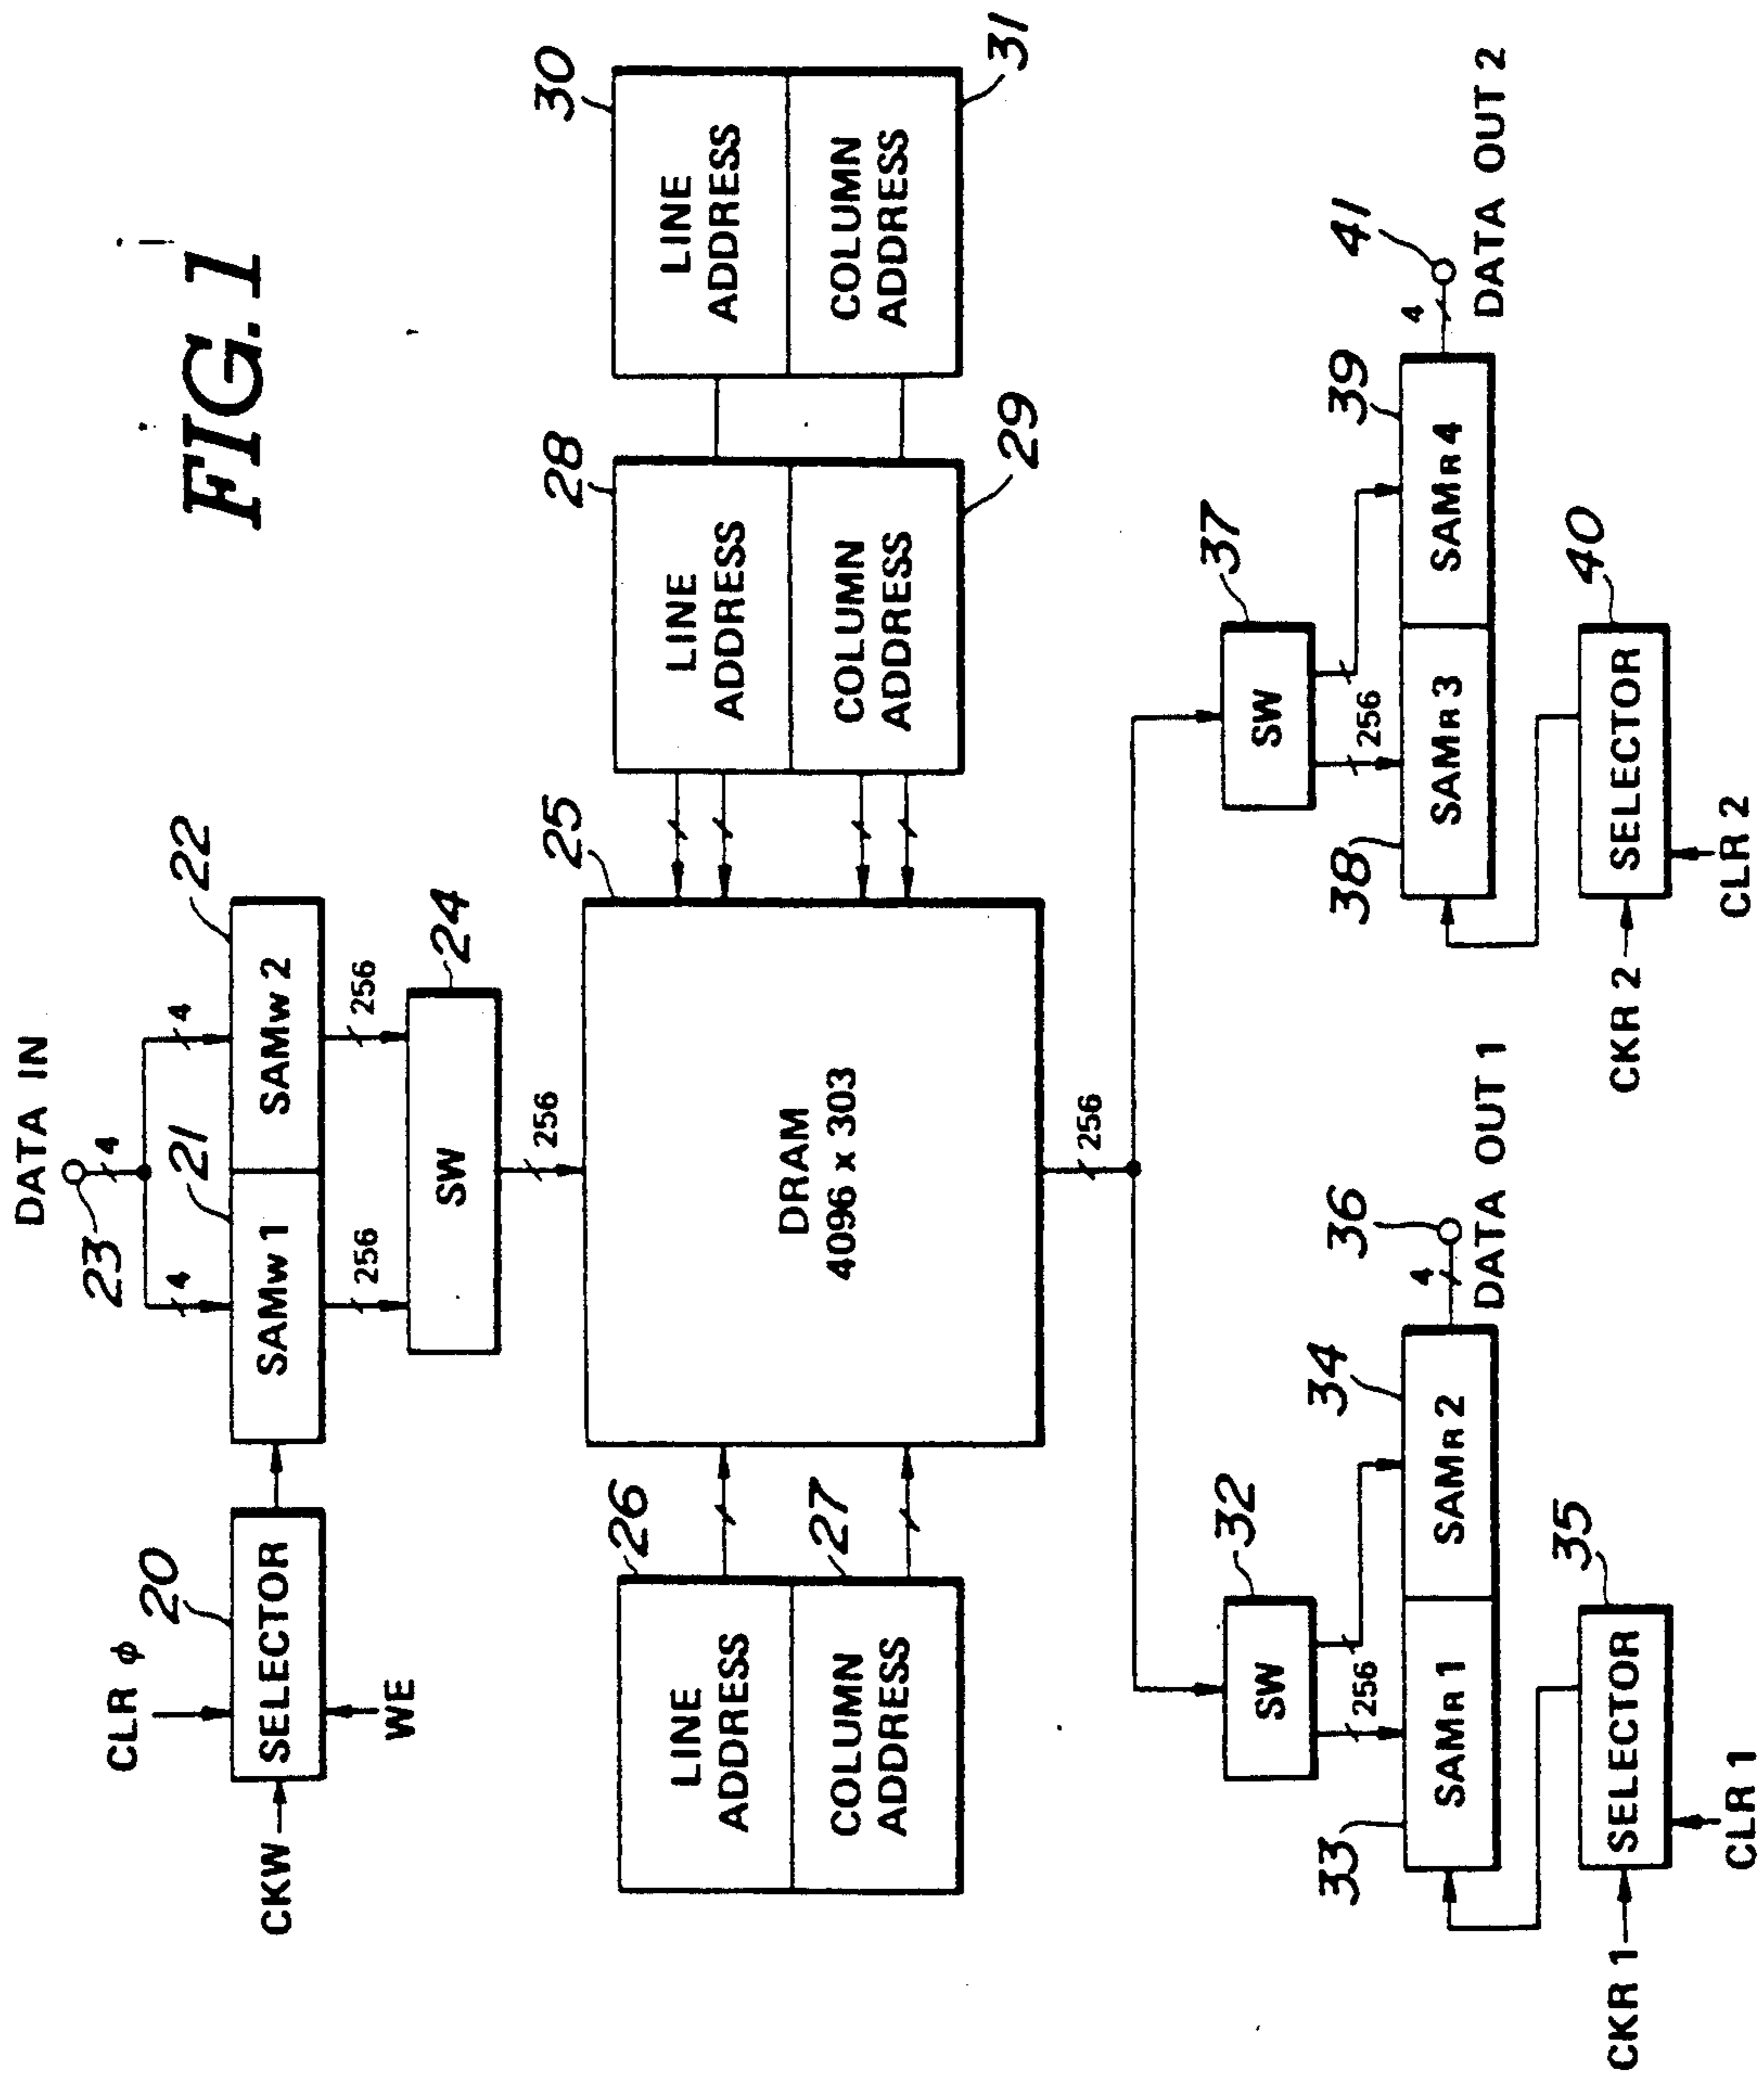 FIG. 1
DATA IN
23
4
4
4
CLR φ
20
CKW
SELECTOR
WE
21
22
SAMW 1
SAMW 2
256
256
24
SW
256
25
DRAM
4096 x 303
26
LINE
ADDRESS
27
COLUMN
ADDRESS
28
LINE
ADDRESS
29
COLUMN
ADDRESS
30
LINE
ADDRESS
31
COLUMN
ADDRESS
256
32
SW
256
33
34
SAMR 1
SAMR 2
4
36
DATA OUT 1
35
CKR 1
SELECTOR
CLR 1
37
SW
256
38
39
SAMR 3
SAMR 4
4
41
DATA OUT 2
40
CKR 2
SELECTOR
CLR 2